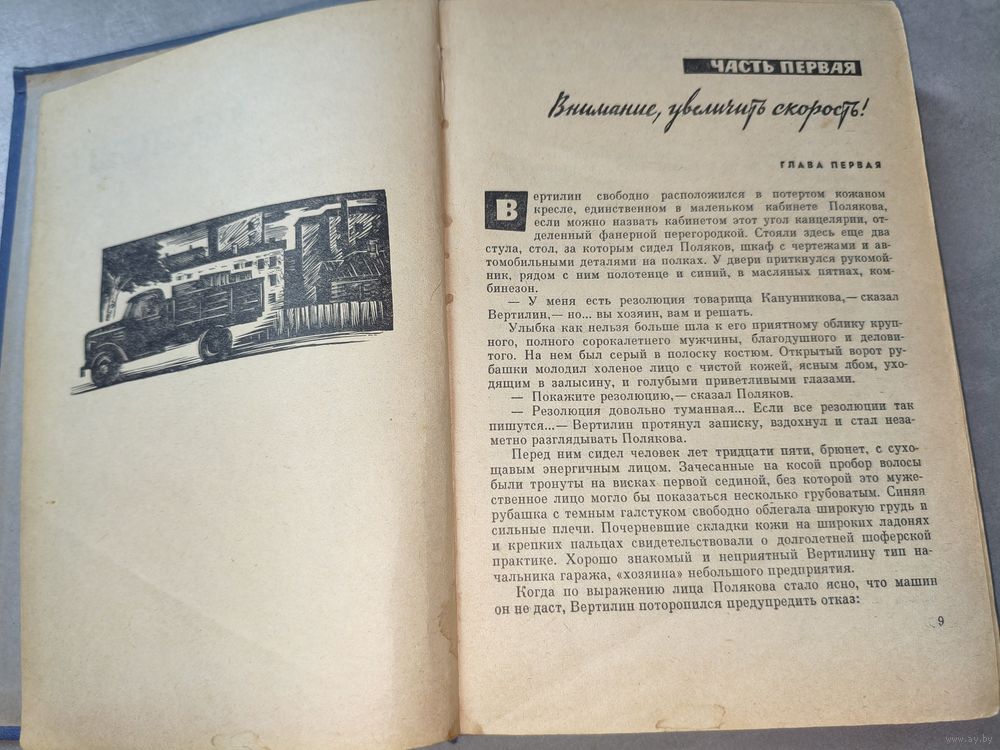 ЧАСТЬ ПЕРВАЯ
Внимание, увеличить скорость!
ГЛАВА ПЕРВАЯ
Вертилин свободно расположился в потертом кожаном
кресле, единственном в маленьком кабинете Полякова,
если можно назвать кабинетом этот угол канцелярии, от-
деленный фанерной перегородкой. Стояли здесь еще два
стула, стол, за которым сидел Поляков, шкаф с чертежами и ав-
томобильными деталями на полках. У двери приткнулся рукомой-
ник, рядом с ним полотенце и синий, в масляных пятнах, ком-
бинезон.
— У меня есть резолюция товарища Канунникова,— сказал
Вертилин,— но... вы хозяин, вам и решать.
Улыбка как нельзя больше шла к его приятному облику круп-
ного, полного сорокалетнего мужчины, благодушного и делови-
того. На нем был серый в полоску костюм. Открытый ворот ру-
башки молодил холеное лицо с чистой кожей, ясным лбом, ухо-
дящим в залысину, и голубыми приветливыми глазами.
— Покажите резолюцию,— сказал Поляков.
— Резолюция довольно туманная... Если все резолюции так
пишутся...— Вертилин протянул записку, вздохнул и стал неза-
метно разглядывать Полякова.
Перед ним сидел человек лет тридцати пяти, брюнет, с сухо-
щавым энергичным лицом. Зачесанные на косой пробор волосы
были тронуты на висках первой сединой, без которой это муже-
ственное лицо могло бы показаться несколько грубоватым. Синяя
рубашка с темным галстуком свободно облегала широкую грудь и
сильные плечи. Почерневшие складки кожи на широких ладонях
и крепких пальцах свидетельствовали о долголетней шоферской
практике. Хорошо знакомый и неприятный Вертилину тип на-
чальника гаража, «хозяина» небольшого предприятия.
Когда по выражению лица Полякова стало ясно, что машин
он не даст, Вертилин поторопился предупредить отказ:
9
www.ay.by